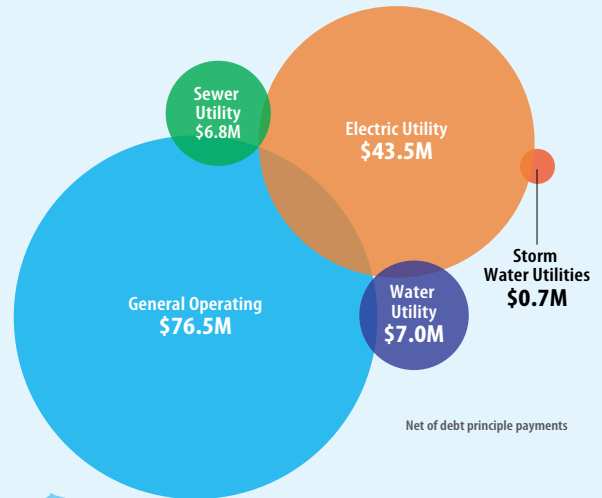 Sewer
Utility
$6.8M
Electric Utility
$43.5M
Storm
Water Utilities
$0.7M
General Operating
$76.5M
Water
Utility
$7.0M
Net of debt principle payments